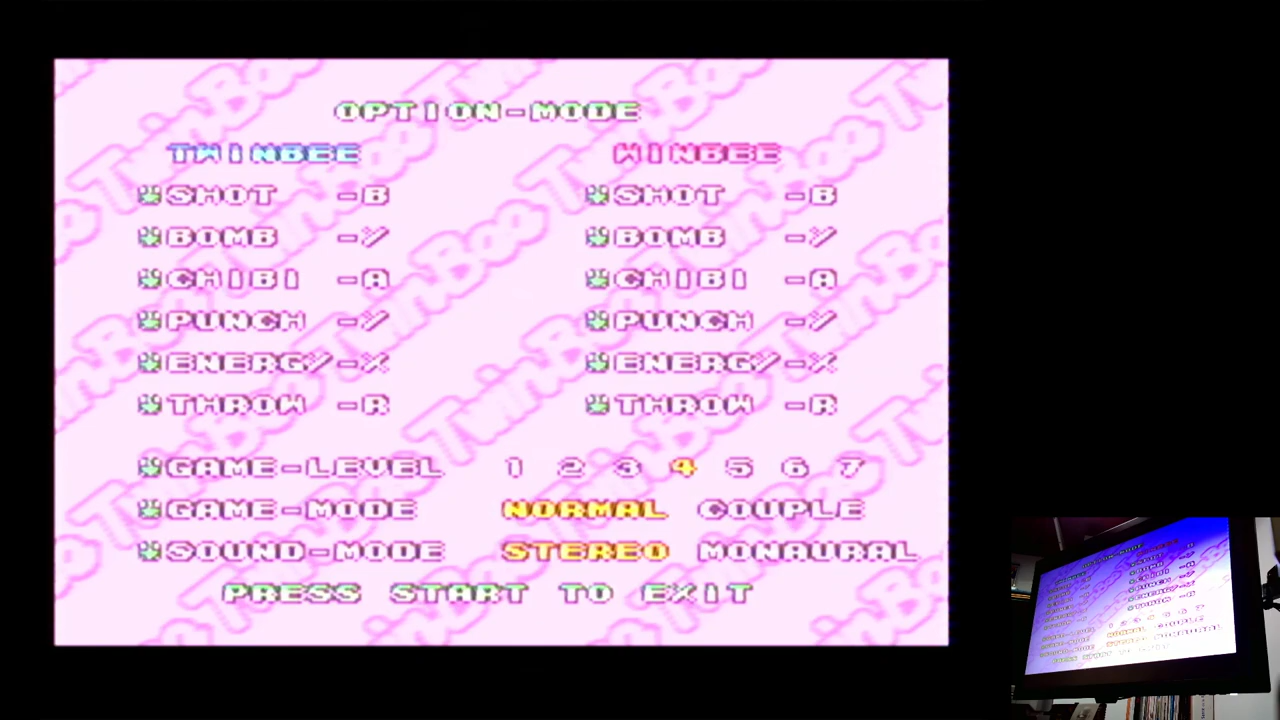 OPTION-MODE
TWINBEE WINBEE
SHOT -B SHOT -B
BOMB -Y BOMB -Y
CHIBI -A CHIBI -A
PUNCH -Y PUNCH -Y
ENERGY-X ENERGY-X
THROW -R THROW -R
GAME-LEVEL 1 2 3 4 5 6 7
GAME-MODE NORMAL COUPLE
SOUND-MODE STEREO MONAURAL
PRESS START TO EXIT